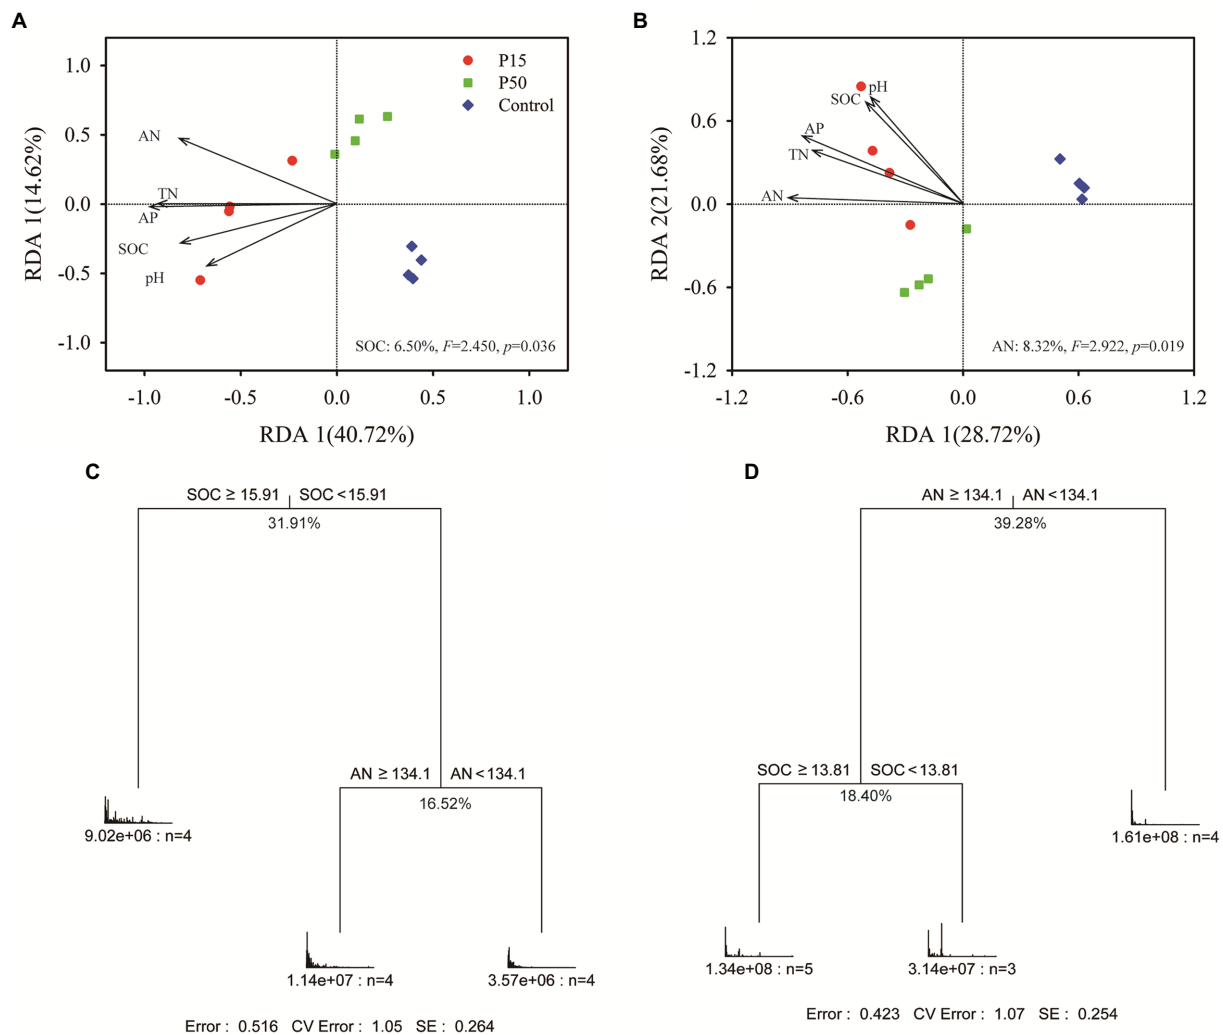 A
RDA 1(14.62%)
1.0
0.5
0.0
-0.5
-1.0
P15
P50
Control
AN
TN
AP
SOC
pH
SOC: 6.50%, F=2.450, p=0.036
-1.0
-0.5
0.0
0.5
1.0
RDA 1(40.72%)
B
RDA 2(21.68%)
1.2
0.6
0.0
-0.6
-1.2
pH
SOC
AP
TN
AN
AN: 8.32%, F=2.922, p=0.019
-1.2
-0.6
0.0
0.6
1.2
RDA 1(28.72%)
C
SOC ≥ 15.91
SOC <15.91
31.91%
AN ≥ 134.1
AN < 134.1
16.52%
9.02e+06 : n=4
1.14e+07 : n=4
3.57e+06 : n=4
Error : 0.516 CV Error : 1.05 SE : 0.264
D
AN ≥ 134.1
AN < 134.1
39.28%
SOC ≥ 13.81
SOC < 13.81
18.40%
1.61e+08 : n=4
1.34e+08 : n=5
3.14e+07 : n=3
Error : 0.423 CV Error : 1.07 SE : 0.254